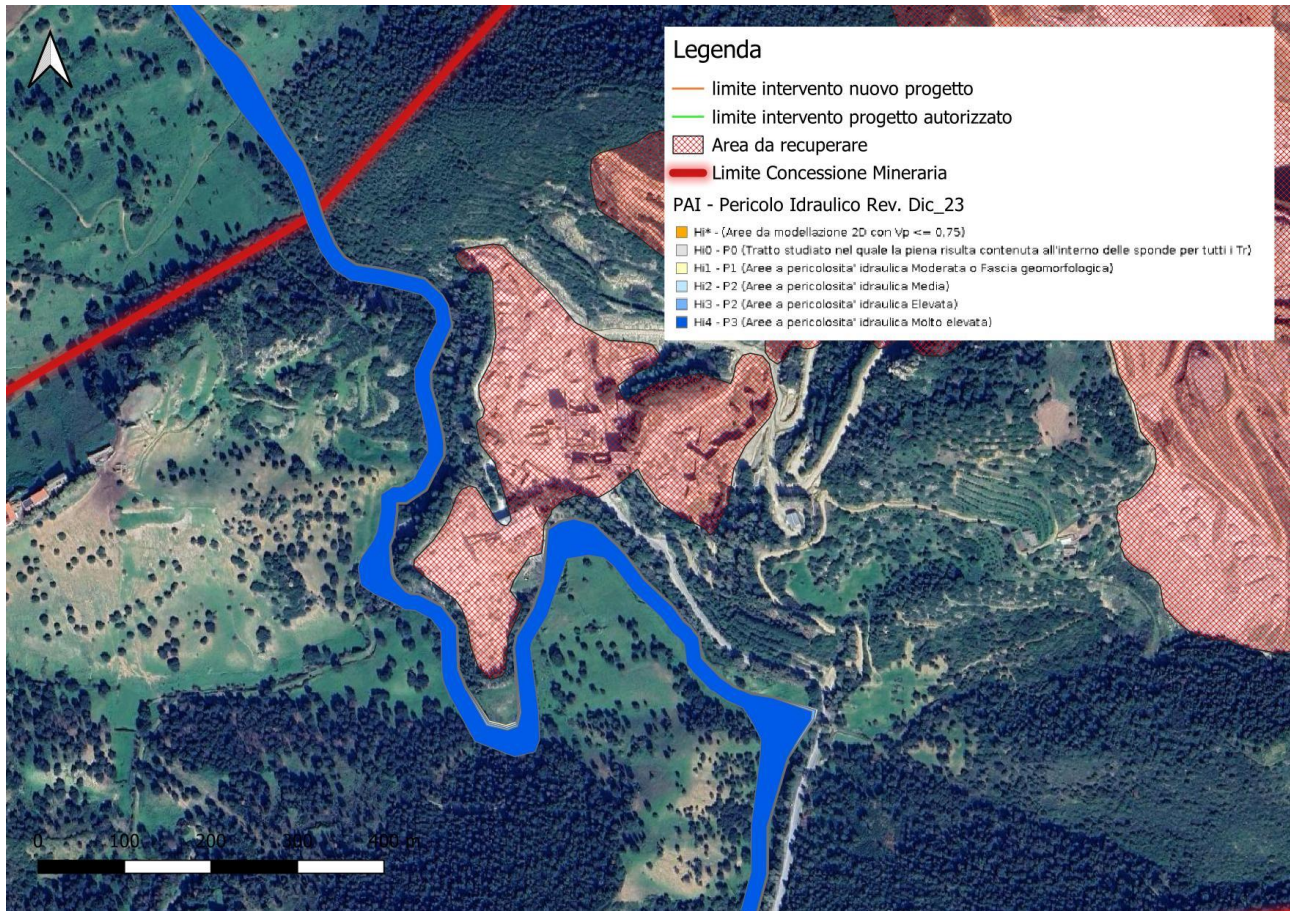 Legenda
limite intervento nuovo progetto
limite intervento progetto autorizzato
Area da recuperare
Limite Concessione Mineraria
PAI - Pericolo Idraulico Rev. Dic_23
Hi* - (Aree da modellazione 2D con Vp <= 0,75)
Hi0 - P0 (Tratto studiato nel quale la piena risulta contenuta all'interno delle sponde per tutti i Tr)
Hi1 - P1 (Aree a pericolosita' idraulica Moderata o Fascia geomorfologica)
Hi2 - P2 (Aree a pericolosita' idraulica Media)
Hi3 - P2 (Aree a pericolosita' idraulica Elevata)
Hi4 - P3 (Aree a pericolosita' idraulica Molto elevata)
0 100 200 300 400 m